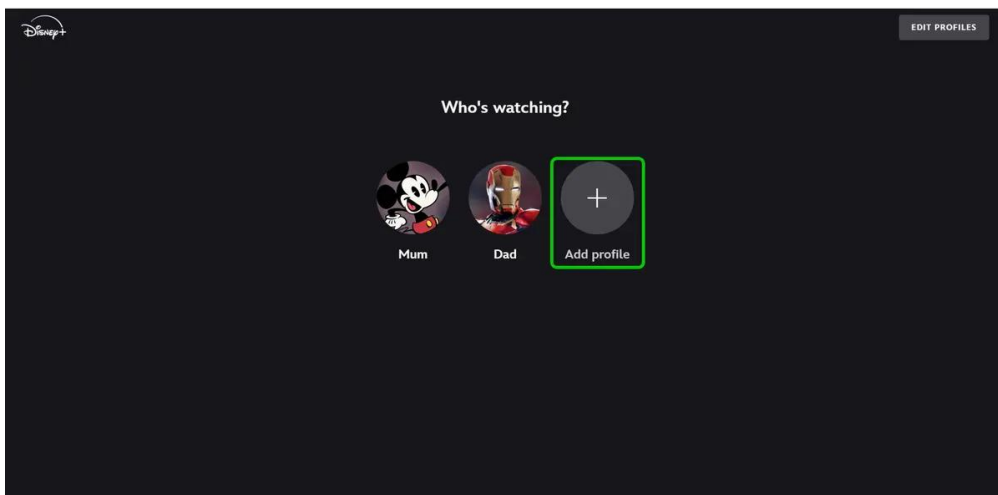 Disney+
EDIT PROFILES
Who's watching?
Mum
Dad
Add profile